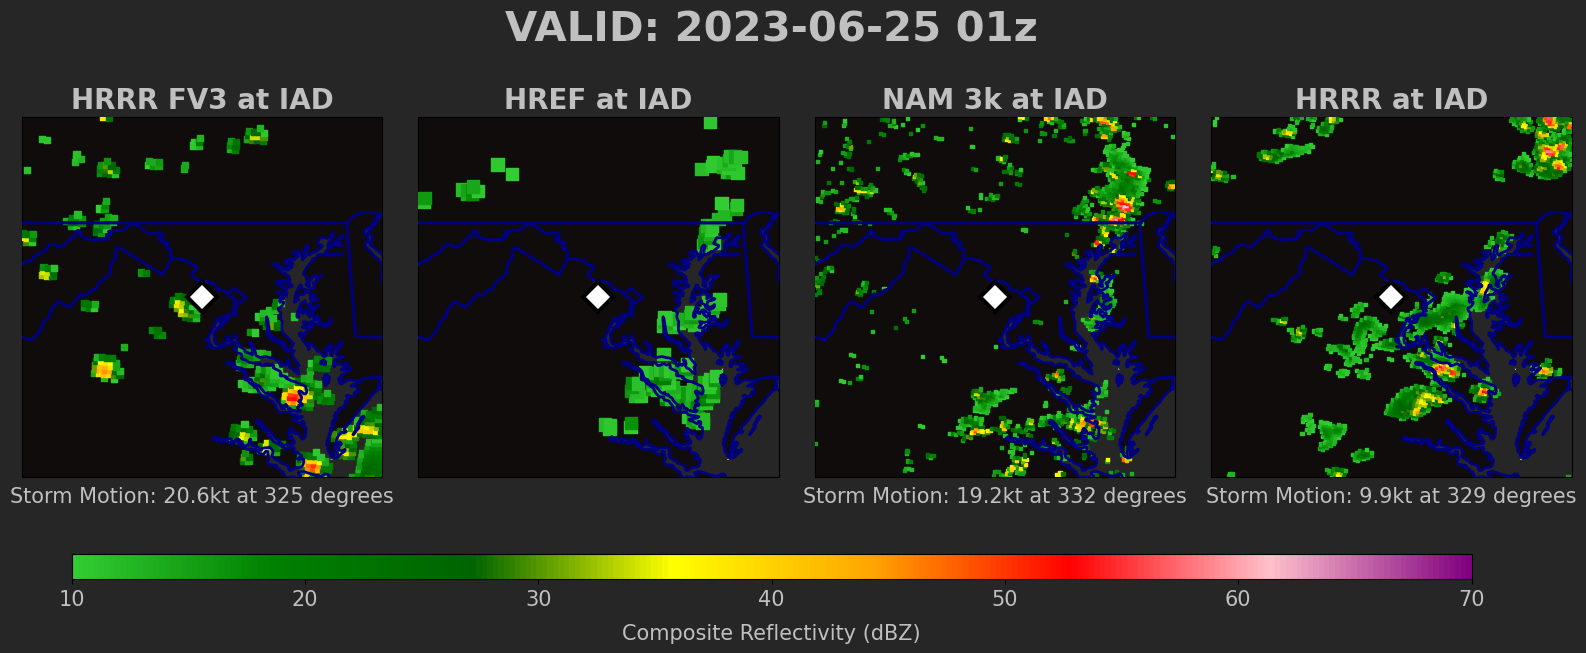 VALID: 2023-06-25 01z
HRRR FV3 at IAD
HREF at IAD
NAM 3k at IAD
HRRR at IAD
Storm Motion: 20.6kt at 325 degrees
Storm Motion: 19.2kt at 332 degrees
Storm Motion: 9.9kt at 329 degrees
10 20 30 40 50 60 70
Composite Reflectivity (dBZ)